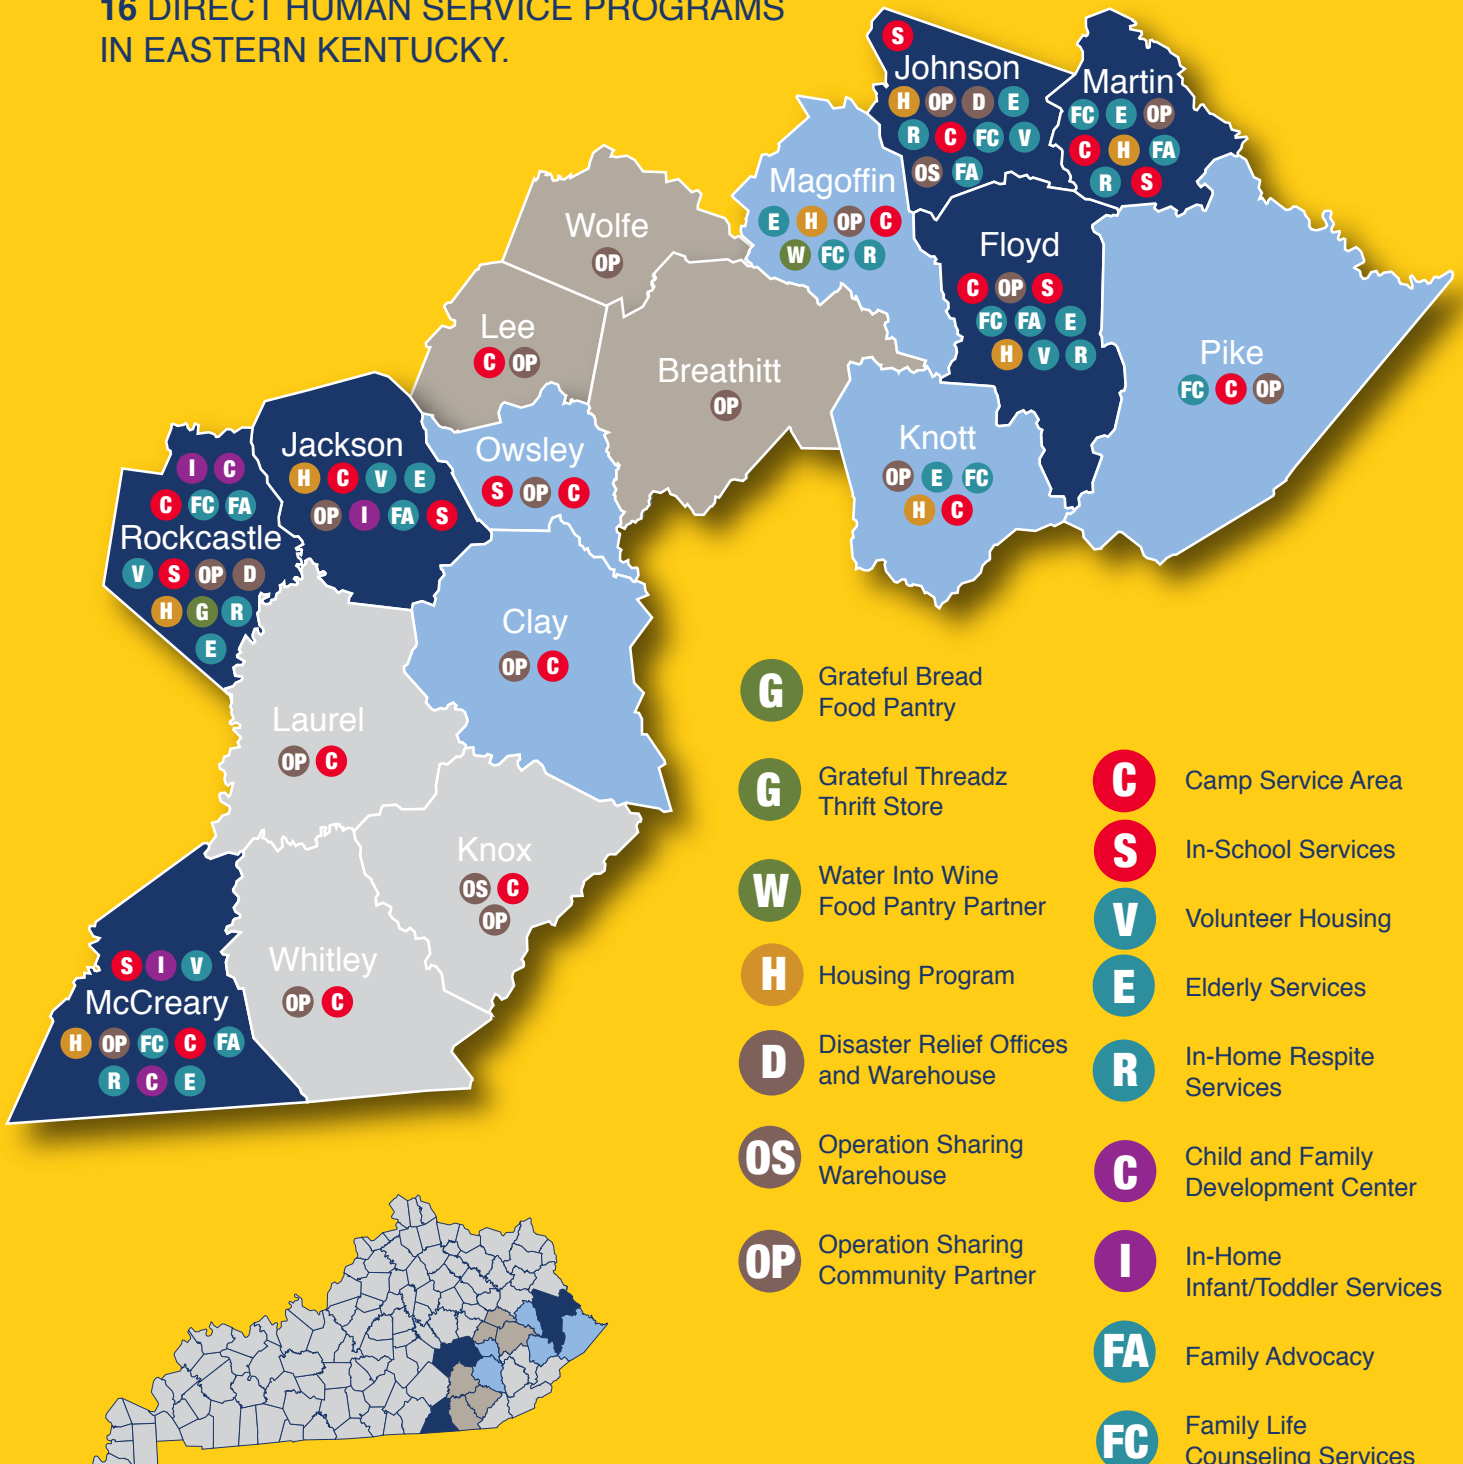 16 DIRECT HUMAN SERVICE PROGRAMS
IN EASTERN KENTUCKY.
S
Johnson
H OP D E
R C FC V
OS FA
Martin
FC E OP
C H FA
R S
Magoffin
E H OP C
W FC R
Wolfe
OP
Floyd
C OP S
FC FA E
H V R
Lee
C OP
Breathitt
OP
Pike
FC C OP
Knott
OP E FC
H C
Jackson
H C V E
OP I FA S
Owsley
S OP C
I C
C FC FA
Rockcastle
V S OP D
H G R
E
Clay
OP C
Laurel
OP C
Knox
OS C
OP
Whitley
OP C
S I V
McCreary
H OP FC C FA
R C E
G Grateful Bread
Food Pantry
G Grateful Threadz
Thrift Store
W Water Into Wine
Food Pantry Partner
H Housing Program
D Disaster Relief Offices
and Warehouse
OS Operation Sharing
Warehouse
OP Operation Sharing
Community Partner
C Camp Service Area
S In-School Services
V Volunteer Housing
E Elderly Services
R In-Home Respite
Services
C Child and Family
Development Center
I In-Home
Infant/Toddler Services
FA Family Advocacy
FC Family Life
Counseling Services